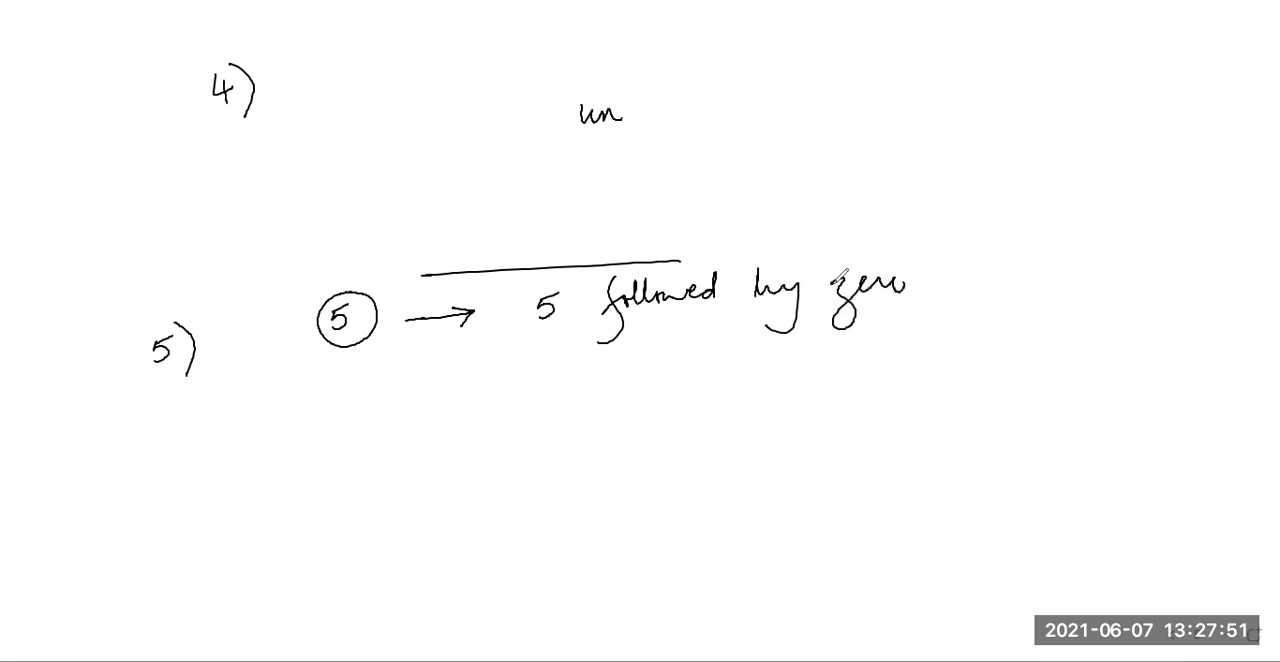 4)
un
5) ⑤ → 5 followed by zero
2021-06-07 13:27:51